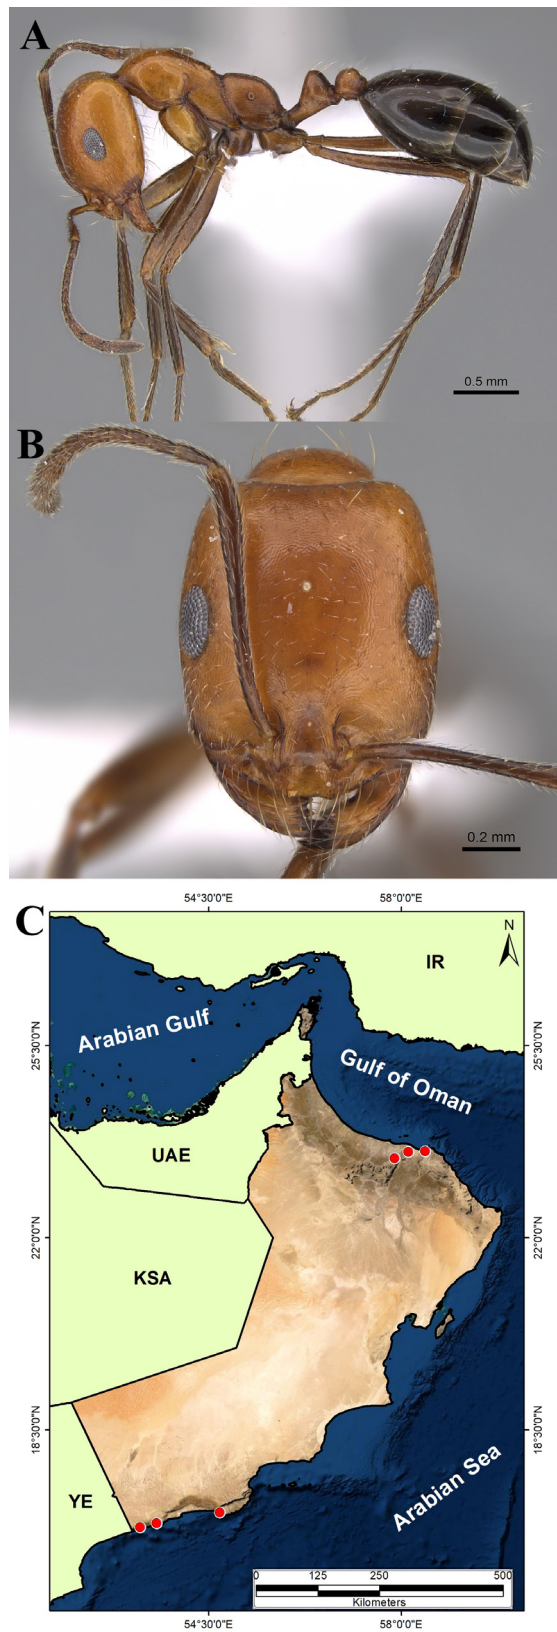 A
0.5 mm
B
0.2 mm
C
54°30'0"E 58°0'0"E
N
IR
Arabian Gulf
25°30'0"N 25°30'0"N
Gulf of Oman
UAE
22°0'0"N 22°0'0"N
KSA
18°30'0"N 18°30'0"N
YE
Arabian Sea
0 125 250 500
Kilometers
54°30'0"E 58°0'0"E